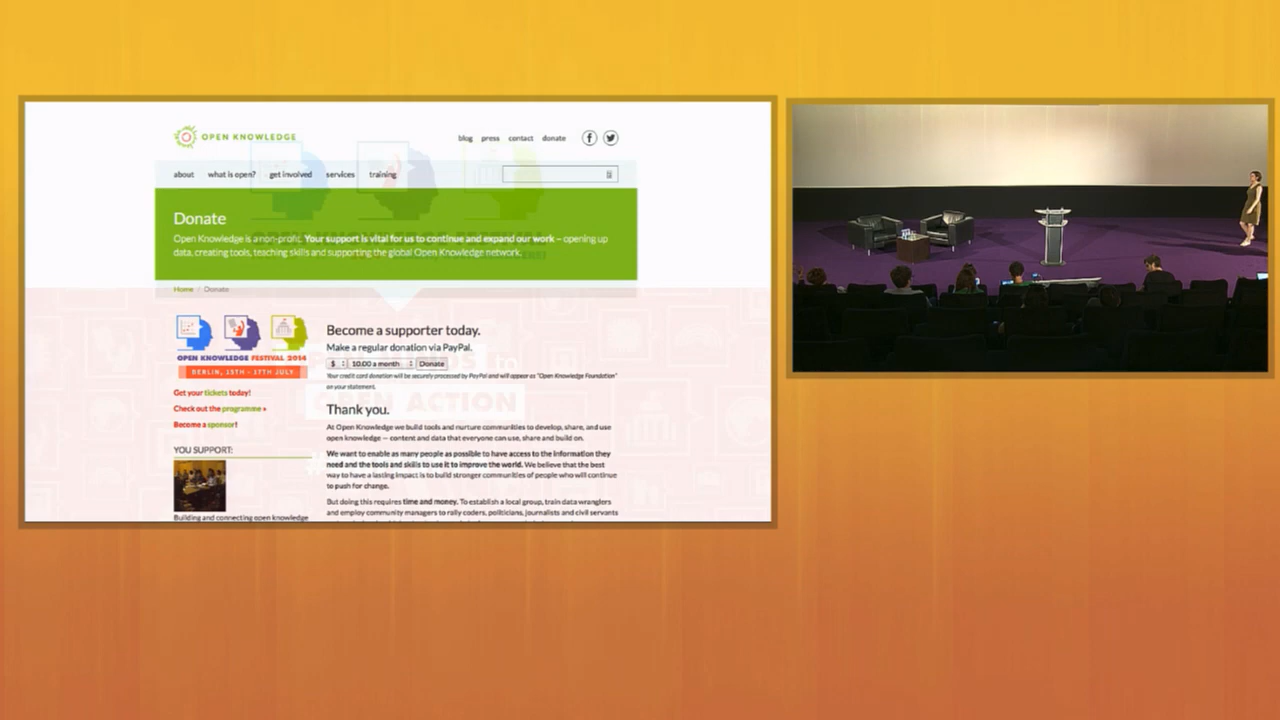 OPEN KNOWLEDGE
blog press contact donate
about what is open? get involved services training
Donate
Open Knowledge is a non-profit. Your support is vital for us to continue and expand our work – opening up
data, creating tools, teaching skills and supporting the global Open Knowledge network.
Home / Donate
OPEN KNOWLEDGE FESTIVAL 2014
BERLIN, 15TH - 17TH JULY
Get your tickets today!
Check out the programme »
Become a sponsor!
YOU SUPPORT:
Building and connecting open knowledge
Become a supporter today.
Make a regular donation via PayPal.
$ 10.00 a month Donate
Your credit card donation will be securely processed by PayPal and will appear as "Open Knowledge Foundation"
on your statement.
OPEN ACTION
Thank you.
At Open Knowledge we build tools and nurture communities to develop, share, and use
open knowledge — content and data that everyone can use, share and build on.
We want to enable as many people as possible to have access to the information they
need and the tools and skills to use it to improve the world. We believe that the best
way to have a lasting impact is to build stronger communities of people who will continue
to push for change.
But doing this requires time and money. To establish a local group, train data wranglers
and employ community managers to rally coders, politicians, journalists and civil servants